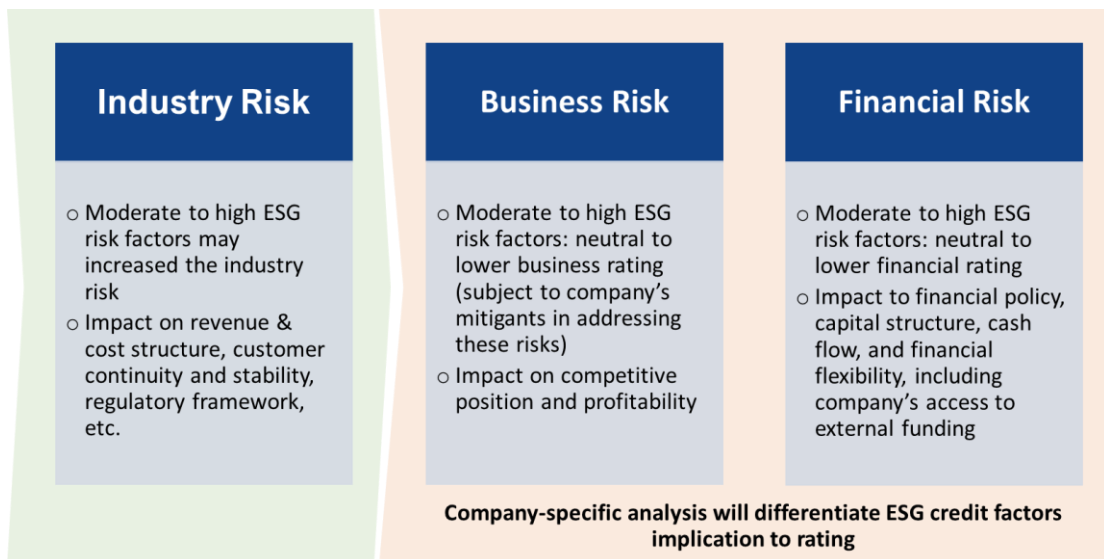 Industry Risk
○ Moderate to high ESG
risk factors may
increased the industry
risk
○ Impact on revenue &
cost structure, customer
continuity and stability,
regulatory framework,
etc.
Business Risk
○ Moderate to high ESG
risk factors: neutral to
lower business rating
(subject to company's
mitigants in addressing
these risks)
○ Impact on competitive
position and profitability
Financial Risk
○ Moderate to high ESG
risk factors: neutral to
lower financial rating
○ Impact to financial policy,
capital structure, cash
flow, and financial
flexibility, including
company's access to
external funding
Company-specific analysis will differentiate ESG credit factors
implication to rating